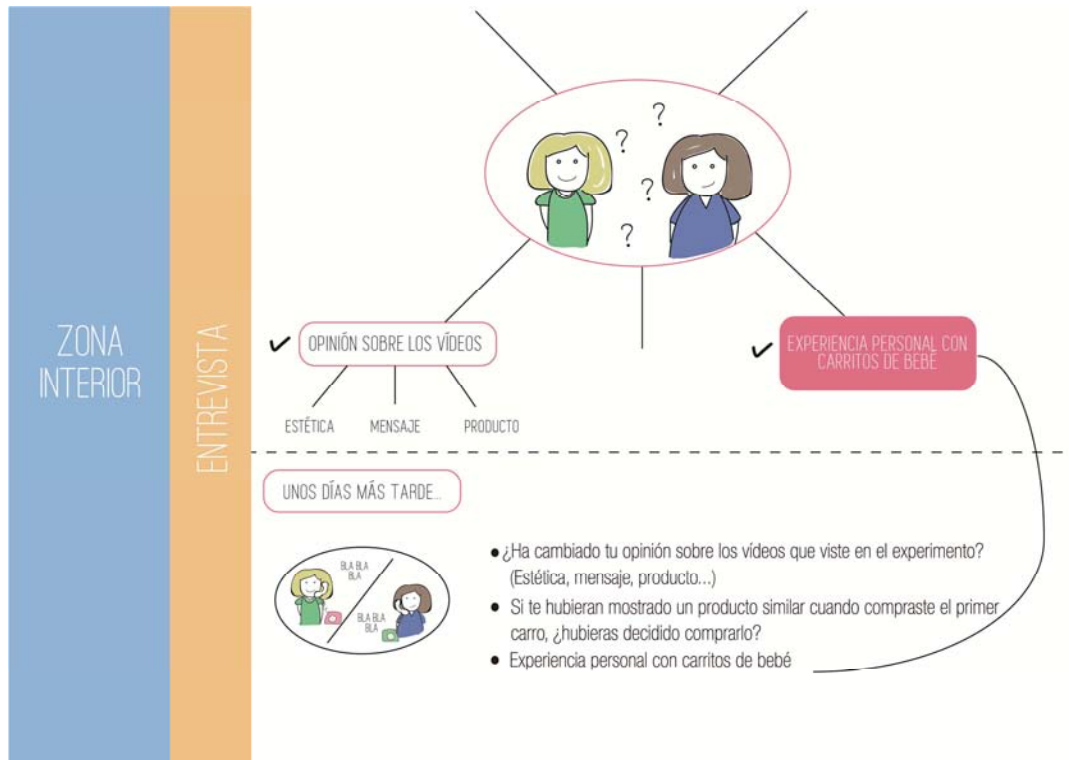 ZONA
INTERIOR
ENTREVISTA
?
?
?
?
✔ OPINIÓN SOBRE LOS VÍDEOS
✔ EXPERIENCIA PERSONAL CON
CARRITOS DE BEBÉ
ESTÉTICA MENSAJE PRODUCTO
UNOS DÍAS MÁS TARDE...
BLA BLA
BLA
BLA BLA
BLA
• ¿Ha cambiado tu opinión sobre los vídeos que viste en el experimento?
(Estética, mensaje, producto...)
• Si te hubieran mostrado un producto similar cuando compraste el primer
carro, ¿hubieras decidido comprarlo?
• Experiencia personal con carritos de bebé